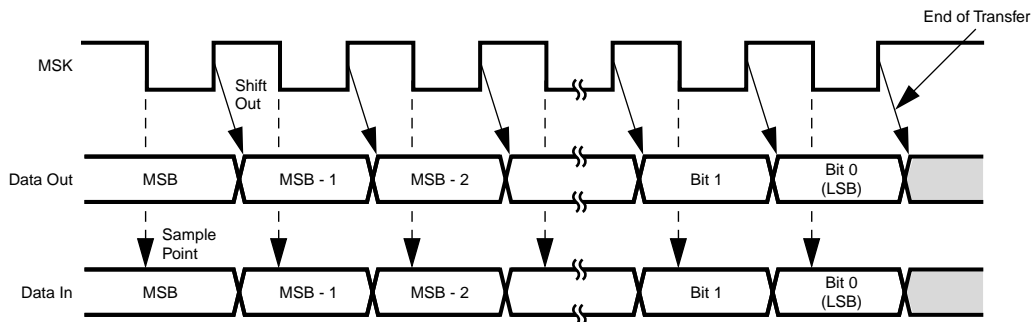 End of Transfer
MSK
Shift
Out
Data Out
MSB
MSB - 1
MSB - 2
Bit 1
Bit 0
(LSB)
Sample
Point
Data In
MSB
MSB - 1
MSB - 2
Bit 1
Bit 0
(LSB)